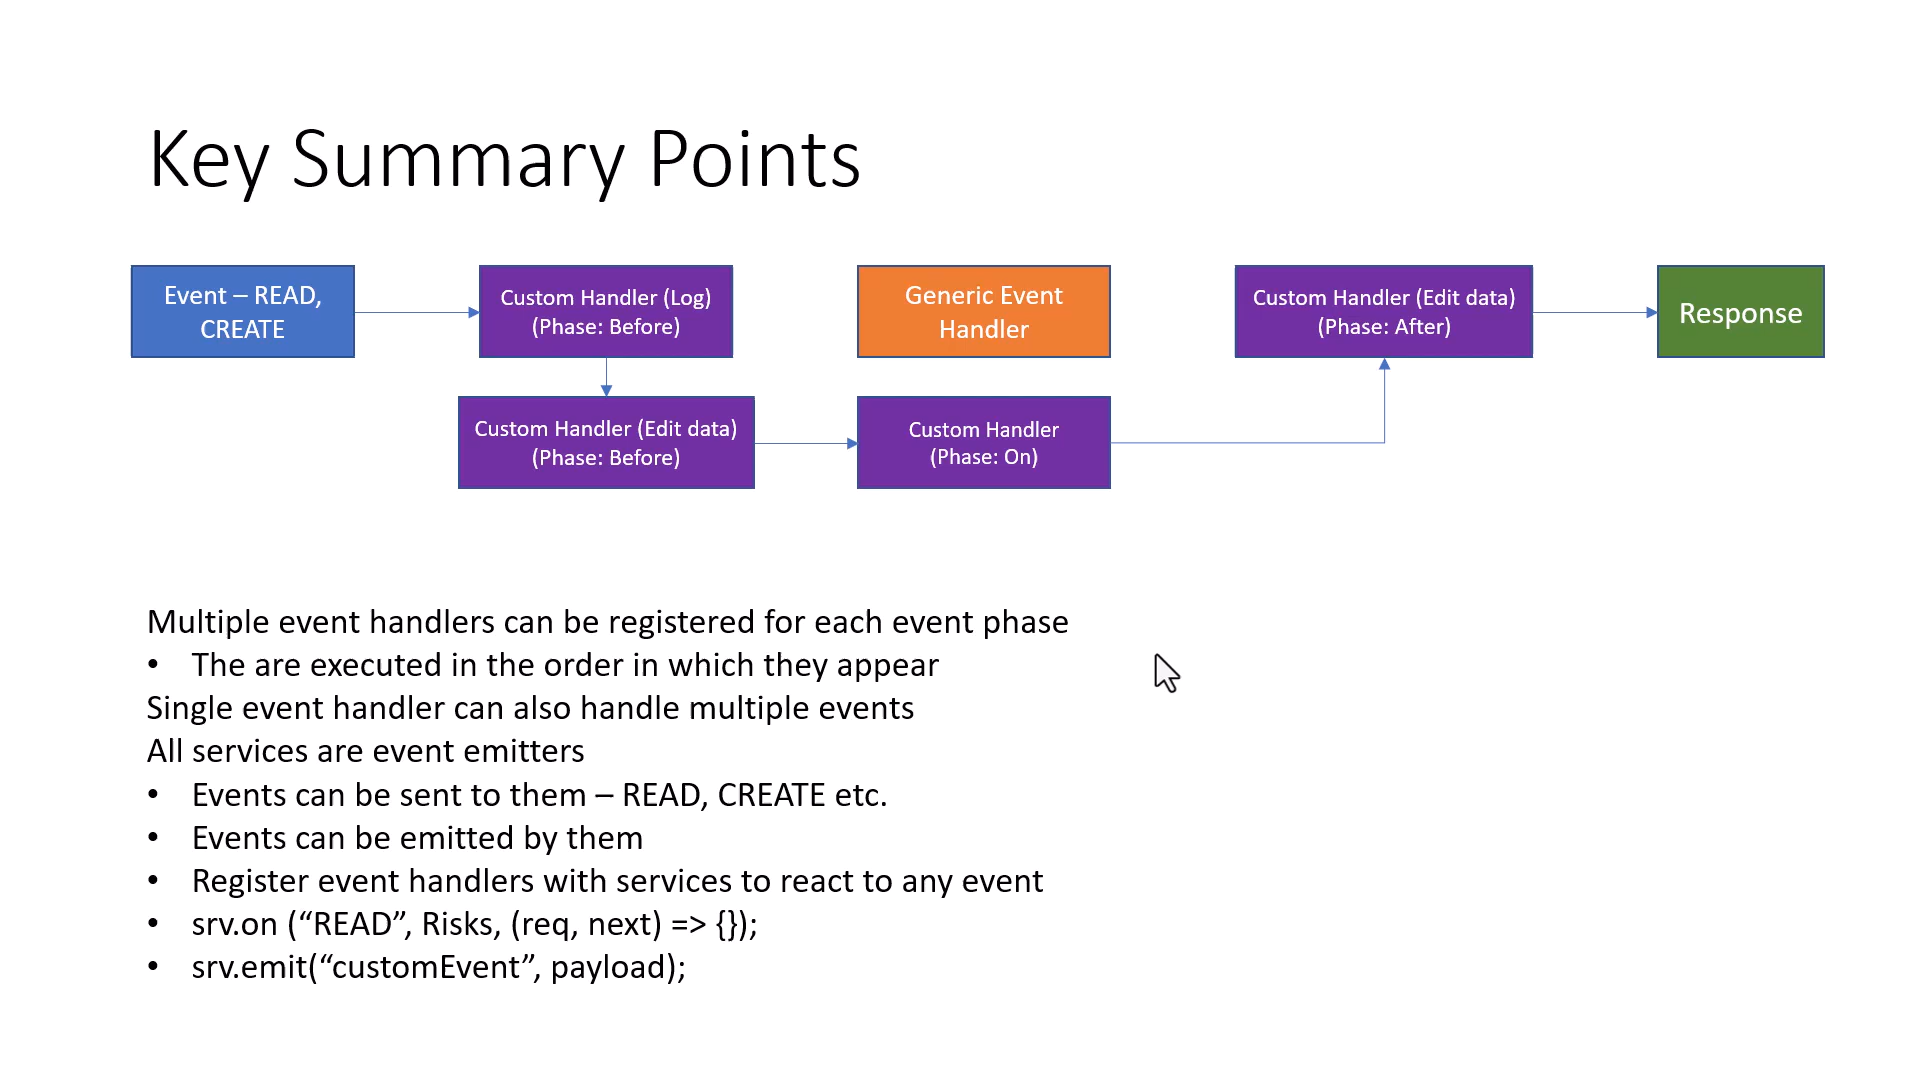 Key Summary Points
Event – READ,
CREATE
Custom Handler (Log)
(Phase: Before)
Generic Event
Handler
Custom Handler (Edit data)
(Phase: After)
Response
Custom Handler (Edit data)
(Phase: Before)
Custom Handler
(Phase: On)
Multiple event handlers can be registered for each event phase
• The are executed in the order in which they appear
Single event handler can also handle multiple events
All services are event emitters
• Events can be sent to them – READ, CREATE etc.
• Events can be emitted by them
• Register event handlers with services to react to any event
• srv.on (“READ”, Risks, (req, next) => {});
• srv.emit(“customEvent”, payload);